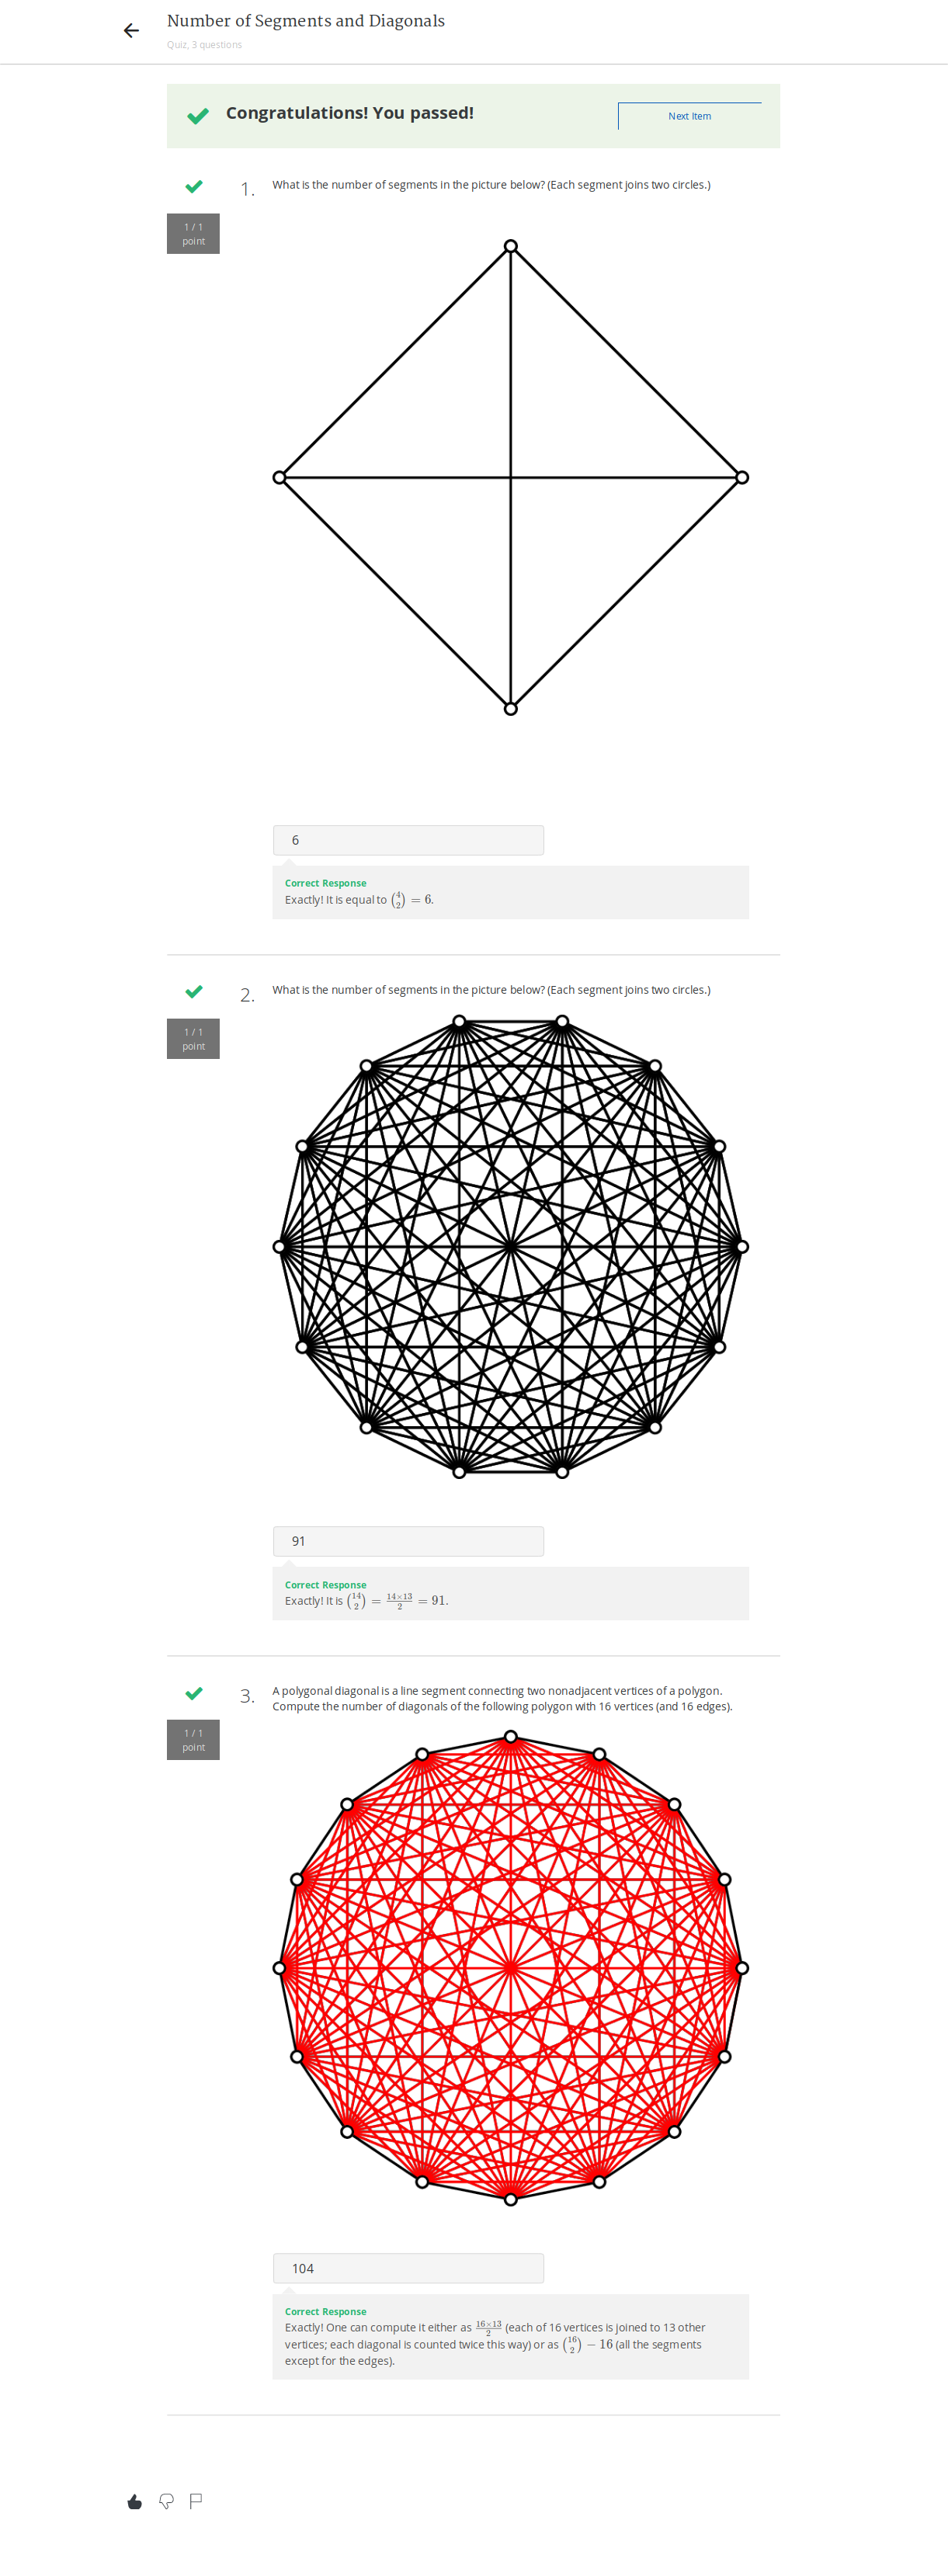 Number of Segments and Diagonals
Quiz, 3 questions
Congratulations! You passed!
Next Item
1 / 1
point
1.
What is the number of segments in the picture below? (Each segment joins two circles.)
6
Correct Response
Exactly! It is equal to $\binom{4}{2} = 6$.
1 / 1
point
2.
What is the number of segments in the picture below? (Each segment joins two circles.)
91
Correct Response
Exactly! It is $\binom{14}{2} = \frac{14×13}{2} = 91$.
1 / 1
point
3.
A polygonal diagonal is a line segment connecting two nonadjacent vertices of a polygon.
Compute the number of diagonals of the following polygon with 16 vertices (and 16 edges).
104
Correct Response
Exactly! One can compute it either as $\frac{16×13}{2}$ (each of 16 vertices is joined to 13 other
vertices; each diagonal is counted twice this way) or as $\binom{16}{2} − 16$ (all the segments
except for the edges).